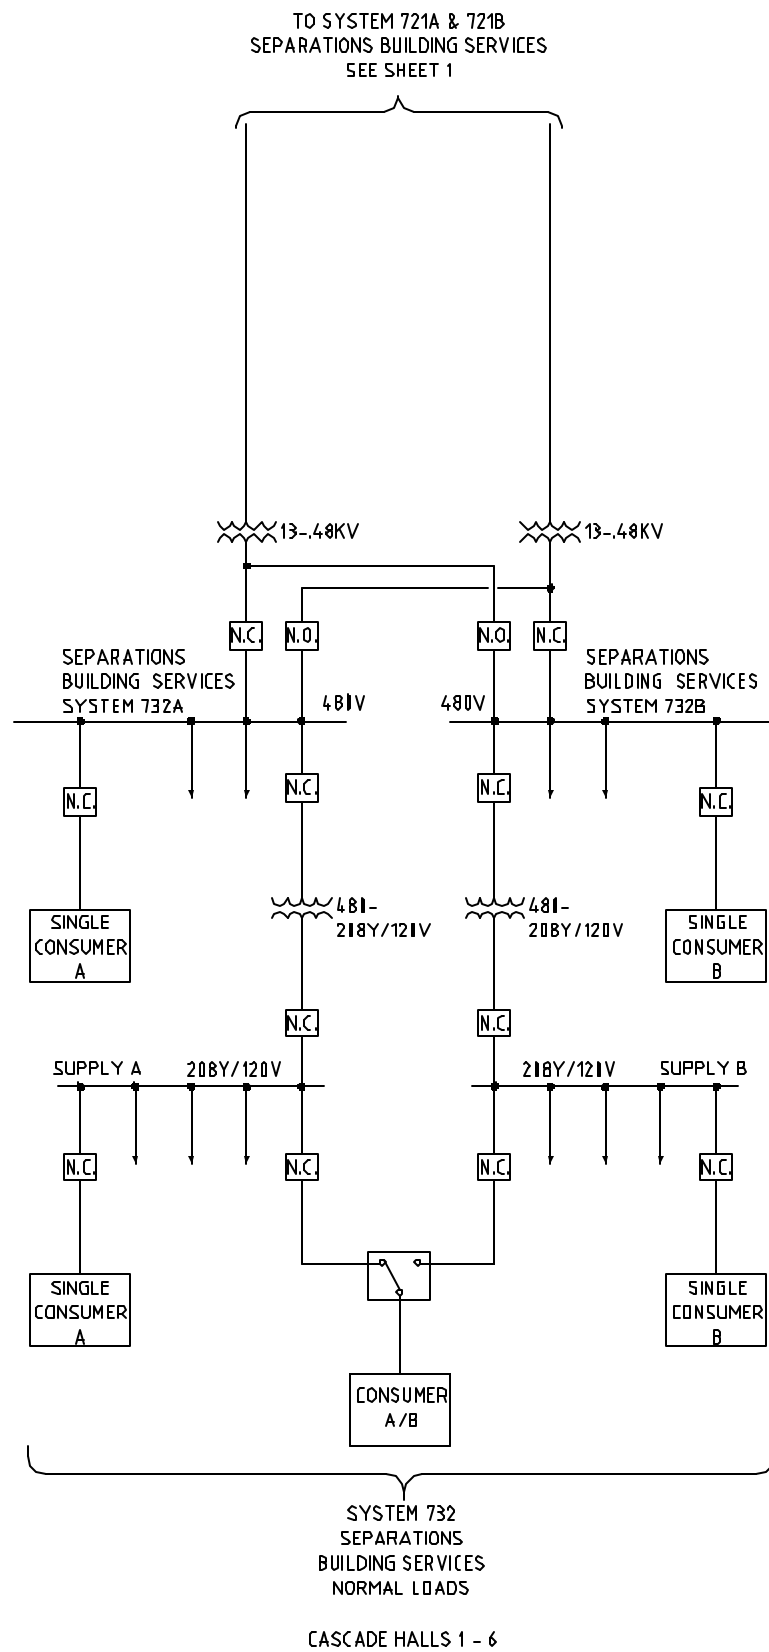 TO SYSTEM 721A & 721B
SEPARATIONS BUILDING SERVICES
SEE SHEET 1
13-.48KV
13-.48KV
N.C.
N.O.
N.O.
N.C.
SEPARATIONS
BUILDING SERVICES
SYSTEM 732A
480V
480V
SEPARATIONS
BUILDING SERVICES
SYSTEM 732B
N.C.
N.C.
N.C.
N.C.
SINGLE
CONSUMER
A
480-
208Y/120V
480-
208Y/120V
SINGLE
CONSUMER
B
N.C.
N.C.
SUPPLY A
208Y/120V
208Y/120V
SUPPLY B
N.C.
N.C.
N.C.
N.C.
SINGLE
CONSUMER
A
SINGLE
CONSUMER
B
CONSUMER
A/B
SYSTEM 732
SEPARATIONS
BUILDING SERVICES
NORMAL LOADS
CASCADE HALLS 1 - 6